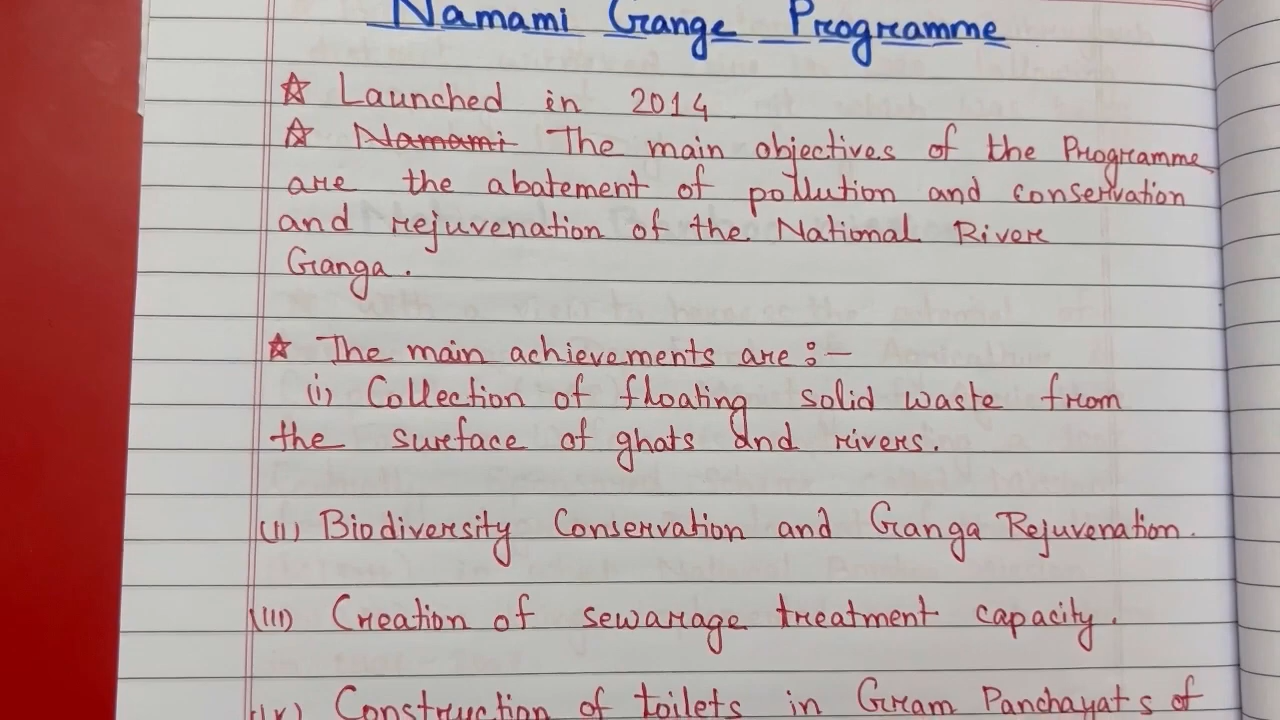 Namami Gange Programme
☆ Launched in 2014
☆ Namami The main objectives of the Programme
are the abatement of pollution and conservation
and rejuvenation of the National River
Ganga.
☆ The main achievements are :-
(i) Collection of floating solid waste from
the surface of ghats and rivers.
(II) Biodiversity Conservation and Ganga Rejuvenation.
(III) Creation of sewarage treatment capacity.
(IV) Construction of toilets in Gram Panchayats of